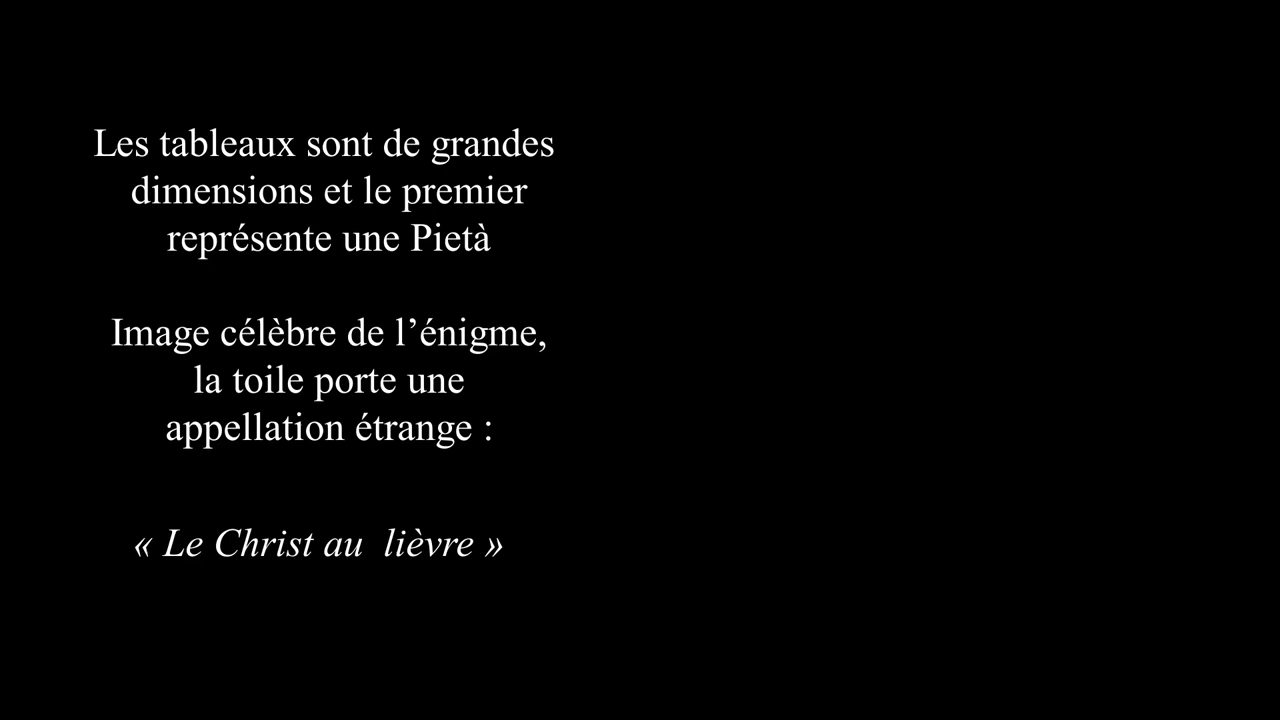 Les tableaux sont de grandes
dimensions et le premier
représente une Pietà
Image célèbre de l’énigme,
la toile porte une
appellation étrange :
« Le Christ au  lièvre »